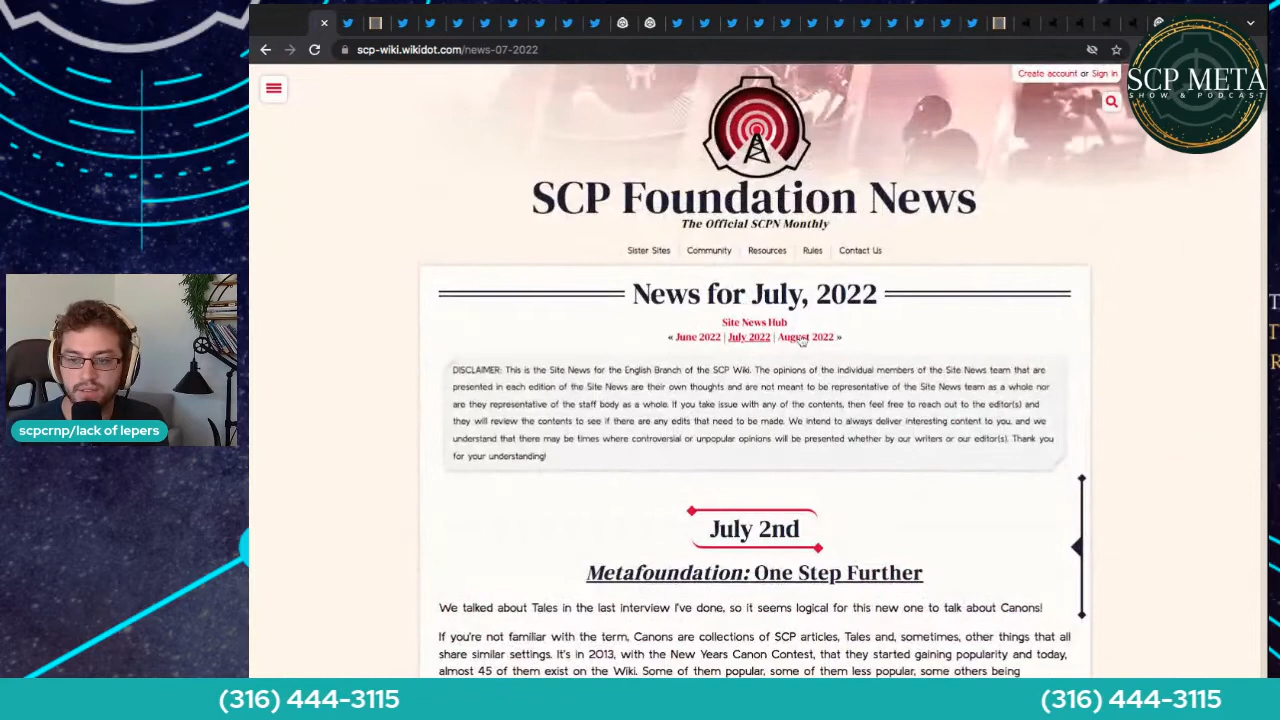 scp-wiki.wikidot.com/news-07-2022
Create account or Sign in
SCP META
SHOW & PODCAST
SCP Foundation News
The Official SCPN Monthly
Sister Sites Community Resources Rules Contact Us
News for July, 2022
Site News Hub
« June 2022 | July 2022 | August 2022 »
DISCLAIMER: This is the Site News for the English Branch of the SCP Wiki. The opinions of the individual members of the Site News team that are
presented in each edition of the Site News are their own thoughts and are not meant to be representative of the Site News team as a whole nor
are they representative of the staff body as a whole. If you take issue with any of the contents, then feel free to reach out to the editor(s) and
they will review the contents to see if there are any edits that need to be made. We intend to always deliver interesting content to you, and we
understand that there may be times where controversial or unpopular opinions will be presented whether by our writers or our editor(s). Thank you
for your understanding!
July 2nd
Metafoundation: One Step Further
We talked about Tales in the last interview I've done, so it seems logical for this new one to talk about Canons!
If you're not familiar with the term, Canons are collections of SCP articles, Tales and, sometimes, other things that all
share similar settings. It's in 2013, with the New Years Canon Contest, that they started gaining popularity and today,
almost 45 of them exist on the Wiki. Some of them popular, some of them less popular, some others being
scpcrnp/lack of lepers
(316) 444-3115
(316) 444-3115